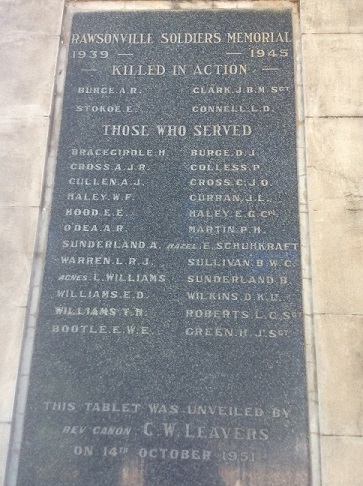 RAWSONVILLE SOLDIERS MEMORIAL
1939 — — 1945
— KILLED IN ACTION —
BURGE.A.R. CLARK.J.B.M.SGT
STOKOE.E. CONNELL.L.D.
THOSE WHO SERVED
BRACEGIRDLE.H BURGE.D.J.
CROSS.A.J.R. COLLESS.P.
CULLEN.A.J. CROSS.C.J.O.
HALEY.W.F. CURRAN.J.L.
HOOD.E.E. HALEY.E.G.CPL
O'DEA.A.R. MARTIN.P.H.
SUNDERLAND.A. HAZEL.E.SCHUHKRAFT
WARREN.L.R.J. SULLIVAN.B.W.C.
AGNES.L.WILLIAMS SUNDERLAND.B.
WILLIAMS.E.D. WILKINS.D.K.
WILLIAMS.T.N. ROBERTS.L.C.SGT
BOOTLE.E.W.E. GREEN.H.J.SGT
THIS TABLET WAS UNVEILED BY
REV CANON C.W.LEAVERS
ON 14TH OCTOBER 1951